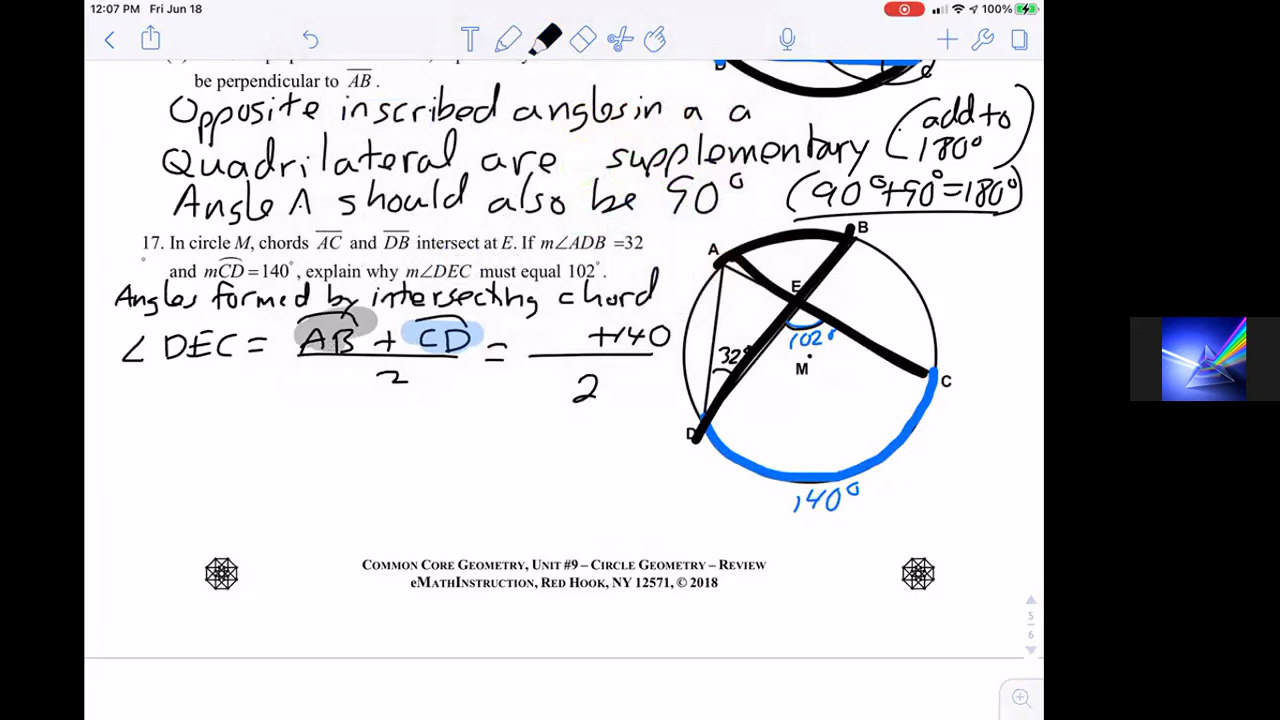 12:07 PM Fri Jun 18
100%
T
be perpendicular to AB .
C
Opposite inscribed angles in a a
Quadrilateral are supplementary (add to 180°)
Angle A should also be 90° (90°+90°=180°)
17. In circle M, chords AC and DB intersect at E. If m∠ADB =32
and mCD =140°, explain why m∠DEC must equal 102°.
Angles formed by intersecting chord
∠ DEC = AB + CD / 2 = +140 / 2
A
B
E
102°
32°
M
C
D
140°
COMMON CORE GEOMETRY, UNIT #9 – CIRCLE GEOMETRY – REVIEW
eMATHINSTRUCTION, RED HOOK, NY 12571, © 2018
5
6